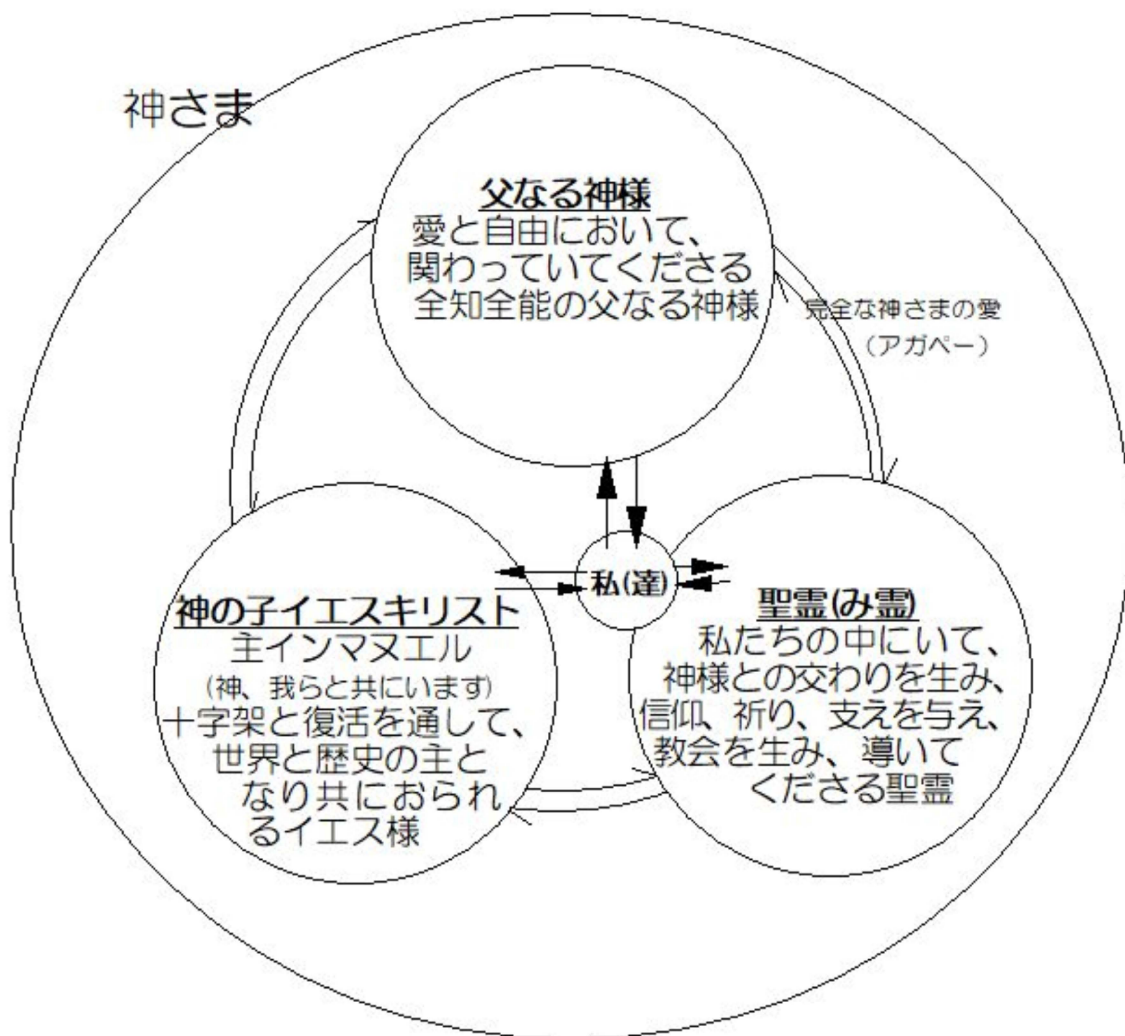 神さま
父なる神様
愛と自由において、
関わっていてくださる
全知全能の父なる神様
完全な神さまの愛
（アガペー）
私(達)
神の子イエスキリスト
主インマヌエル
(神、我らと共にいます)
十字架と復活を通して、
世界と歴史の主と
なり共におられ
るイエス様
聖霊(み霊)
私たちの中にいて、
神様との交わりを生み、
信仰、祈り、支えを与え、
教会を生み、導いて
くださる聖霊